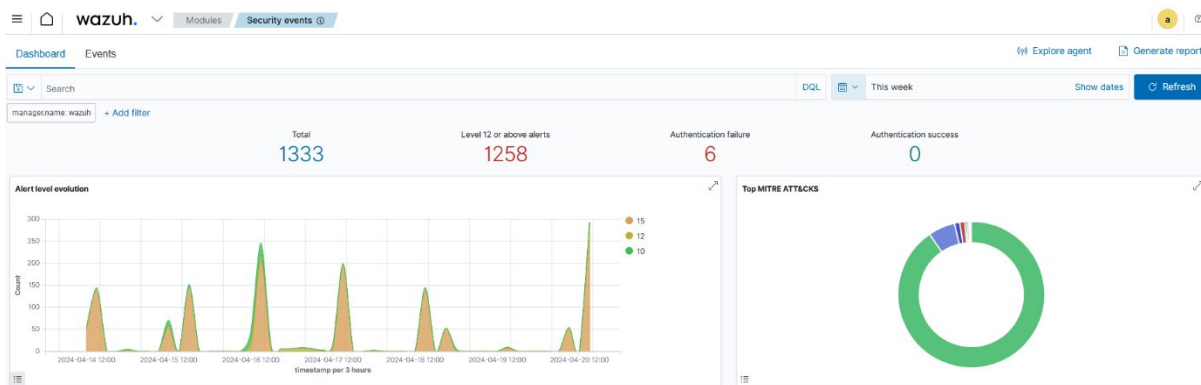 wazuh.
Modules
Security events
a
Dashboard
Events
Explore agent
Generate report
Search
DQL
This week
Show dates
Refresh
manager.name: wazuh
+ Add filter
Total
1333
Level 12 or above alerts
1258
Authentication failure
6
Authentication success
0
Alert level evolution
Count
300
250
200
150
100
50
0
2024-04-14 12:00
2024-04-15 12:00
2024-04-16 12:00
2024-04-17 12:00
2024-04-18 12:00
2024-04-19 12:00
2024-04-20 12:00
timestamp per 3 hours
15
12
10
Top MITRE ATT&CKS